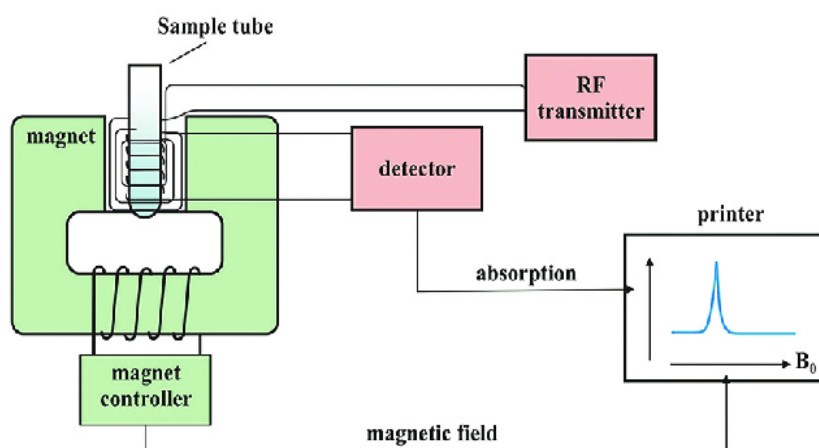 Sample tube
RF
transmitter
magnet
detector
printer
absorption
B₀
magnet
controller
magnetic field